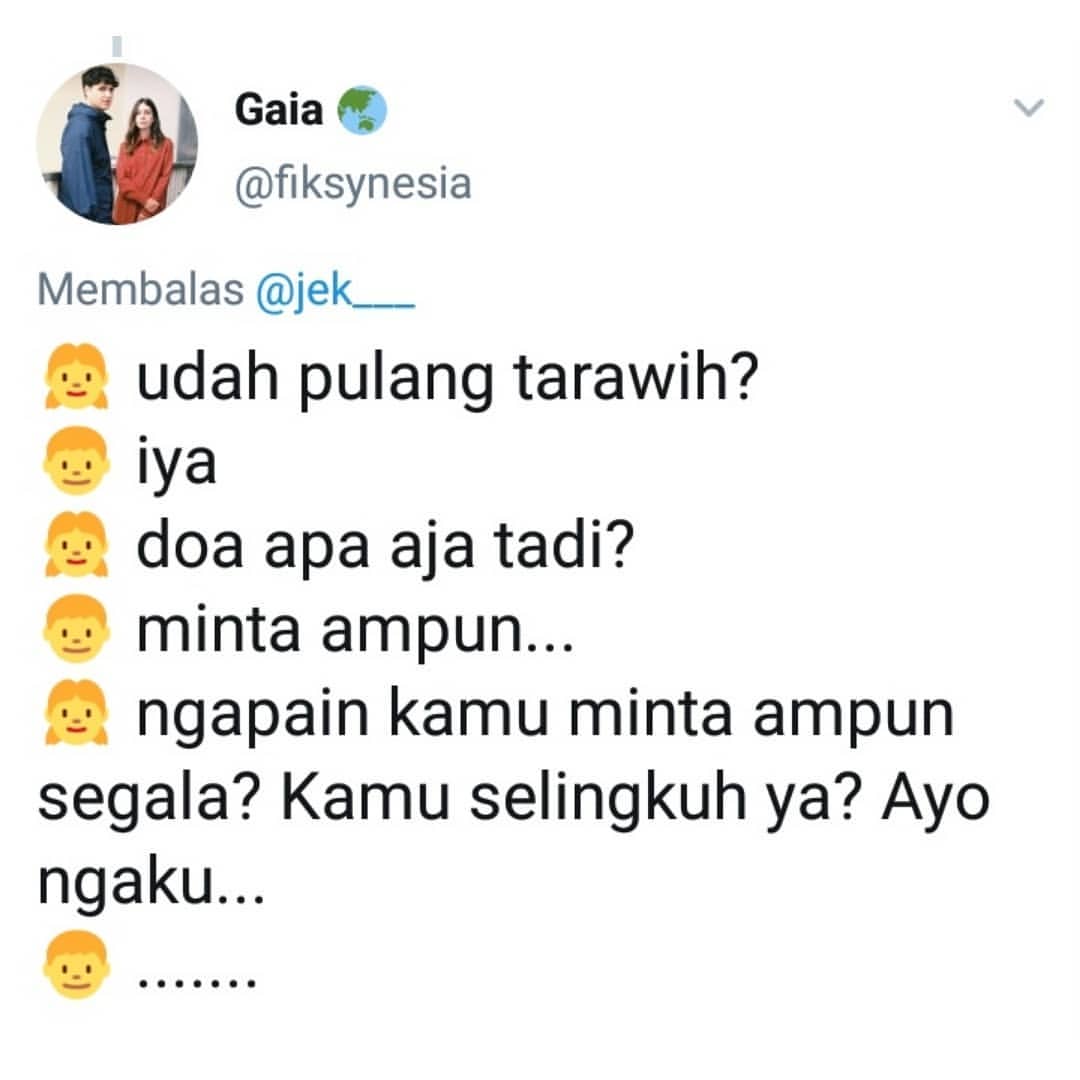 Gaia 🌏
@fiksynesia
Membalas @jek___
👧 udah pulang tarawih?
👦 iya
👧 doa apa aja tadi?
👦 minta ampun...
👧 ngapain kamu minta ampun
segala? Kamu selingkuh ya? Ayo
ngaku...
👦 .......